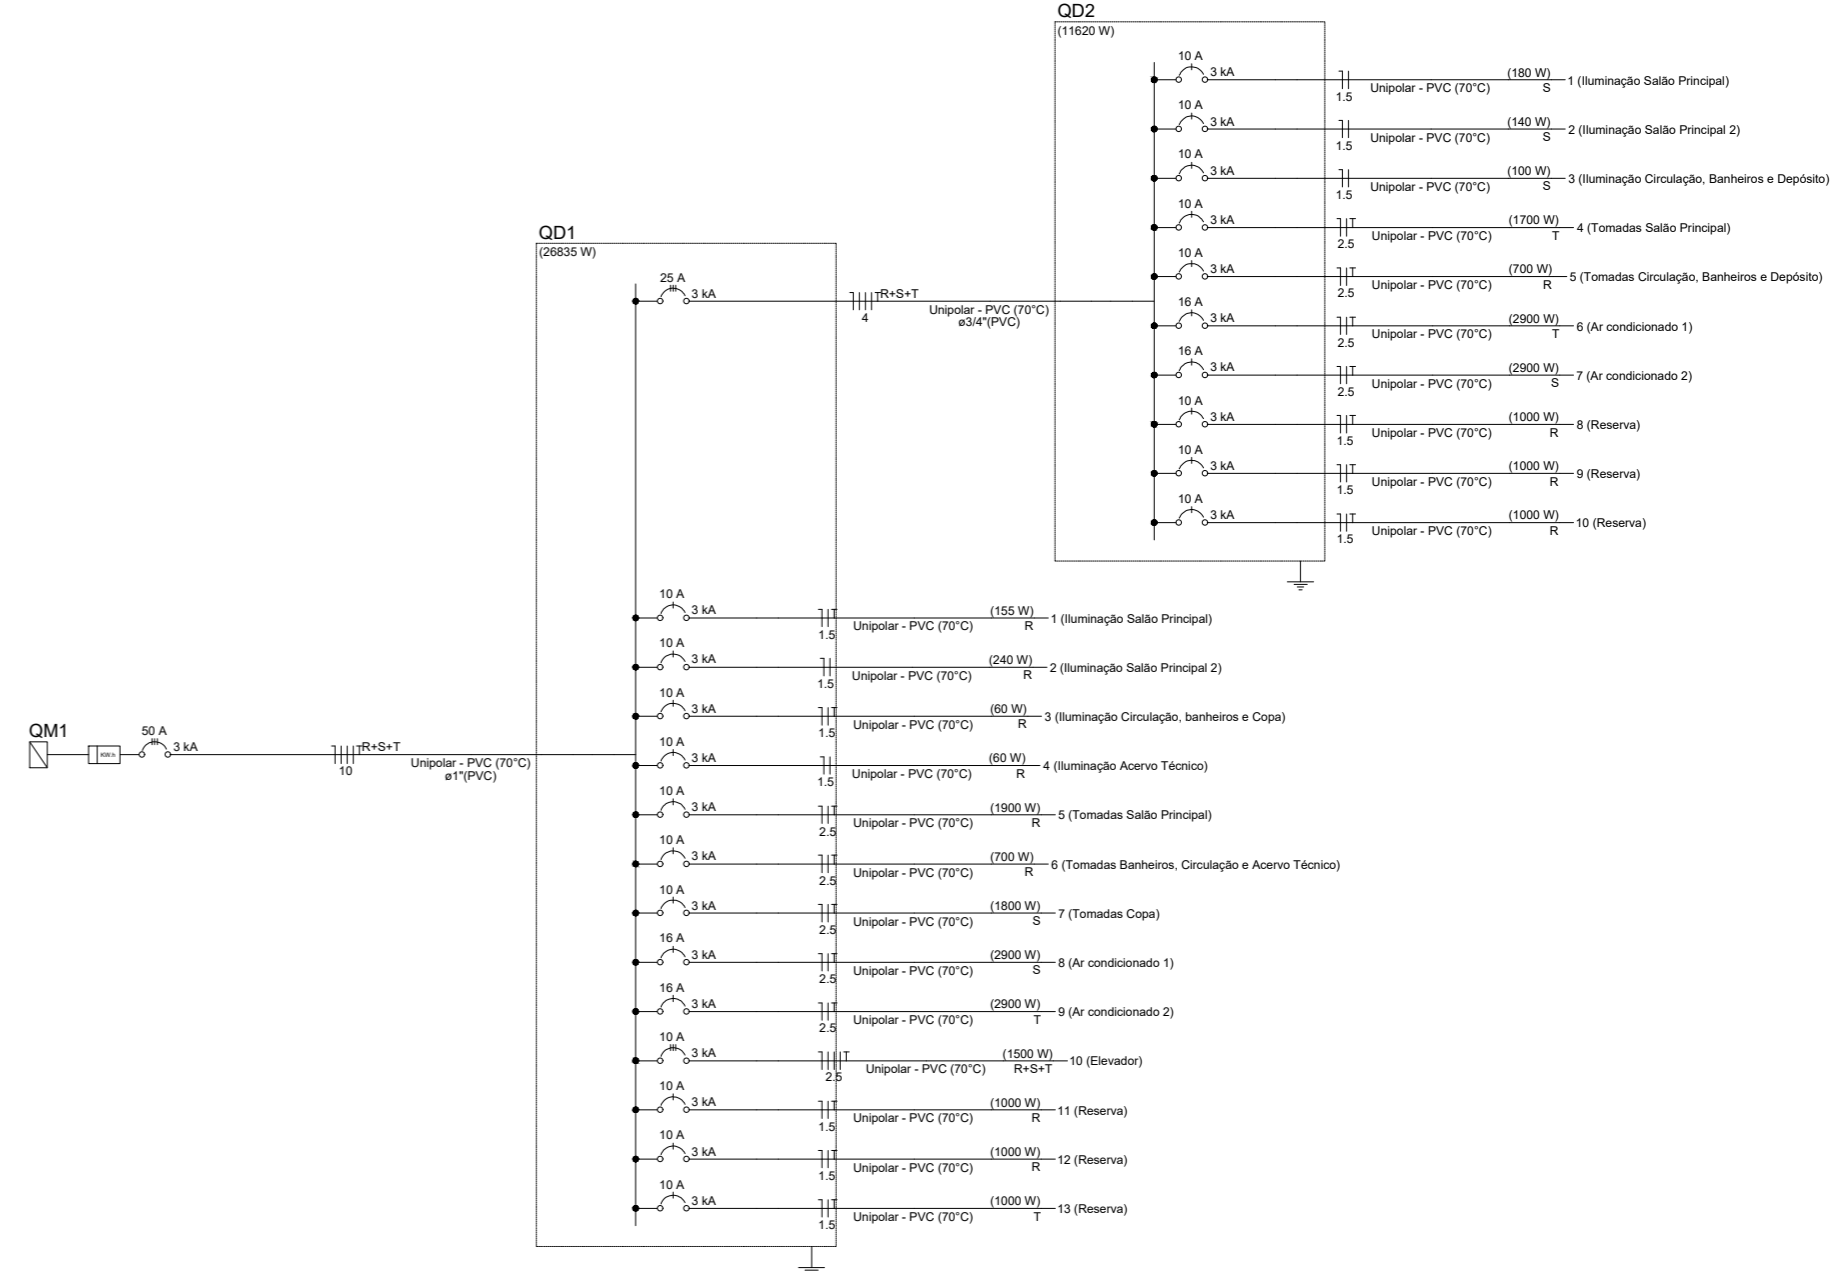 QD2
(11620 W)
10 A
3 kA
1.5
Unipolar - PVC (70°C)
(180 W)
S
1 (Iluminação Salão Principal)
10 A
3 kA
1.5
Unipolar - PVC (70°C)
(140 W)
S
2 (Iluminação Salão Principal 2)
10 A
3 kA
1.5
Unipolar - PVC (70°C)
(100 W)
S
3 (Iluminação Circulação, Banheiros e Depósito)
10 A
3 kA
T
2.5
Unipolar - PVC (70°C)
(1700 W)
T
4 (Tomadas Salão Principal)
10 A
3 kA
T
2.5
Unipolar - PVC (70°C)
(700 W)
R
5 (Tomadas Circulação, Banheiros e Depósito)
16 A
3 kA
T
2.5
Unipolar - PVC (70°C)
(2900 W)
T
6 (Ar condicionado 1)
16 A
3 kA
T
2.5
Unipolar - PVC (70°C)
(2900 W)
S
7 (Ar condicionado 2)
10 A
3 kA
T
1.5
Unipolar - PVC (70°C)
(1000 W)
R
8 (Reserva)
10 A
3 kA
T
1.5
Unipolar - PVC (70°C)
(1000 W)
R
9 (Reserva)
10 A
3 kA
T
1.5
Unipolar - PVC (70°C)
(1000 W)
R
10 (Reserva)
QD1
(26835 W)
25 A
3 kA
T
R+S+T
4
Unipolar - PVC (70°C)
ø3/4"(PVC)
10 A
3 kA
T
1.5
Unipolar - PVC (70°C)
(155 W)
R
1 (Iluminação Salão Principal)
10 A
3 kA
1.5
Unipolar - PVC (70°C)
(240 W)
R
2 (Iluminação Salão Principal 2)
10 A
3 kA
T
1.5
Unipolar - PVC (70°C)
(60 W)
R
3 (Iluminação Circulação, banheiros e Copa)
10 A
3 kA
1.5
Unipolar - PVC (70°C)
(60 W)
R
4 (Iluminação Acervo Técnico)
10 A
3 kA
T
2.5
Unipolar - PVC (70°C)
(1900 W)
R
5 (Tomadas Salão Principal)
10 A
3 kA
T
2.5
Unipolar - PVC (70°C)
(700 W)
R
6 (Tomadas Banheiros, Circulação e Acervo Técnico)
10 A
3 kA
T
2.5
Unipolar - PVC (70°C)
(1800 W)
S
7 (Tomadas Copa)
16 A
3 kA
T
2.5
Unipolar - PVC (70°C)
(2900 W)
S
8 (Ar condicionado 1)
16 A
3 kA
T
2.5
Unipolar - PVC (70°C)
(2900 W)
T
9 (Ar condicionado 2)
10 A
3 kA
T
2.5
Unipolar - PVC (70°C)
(1500 W)
R+S+T
10 (Elevador)
10 A
3 kA
T
1.5
Unipolar - PVC (70°C)
(1000 W)
R
11 (Reserva)
10 A
3 kA
T
1.5
Unipolar - PVC (70°C)
(1000 W)
R
12 (Reserva)
10 A
3 kA
T
1.5
Unipolar - PVC (70°C)
(1000 W)
T
13 (Reserva)
QM1
KW.h
50 A
3 kA
T
R+S+T
10
Unipolar - PVC (70°C)
ø1"(PVC)